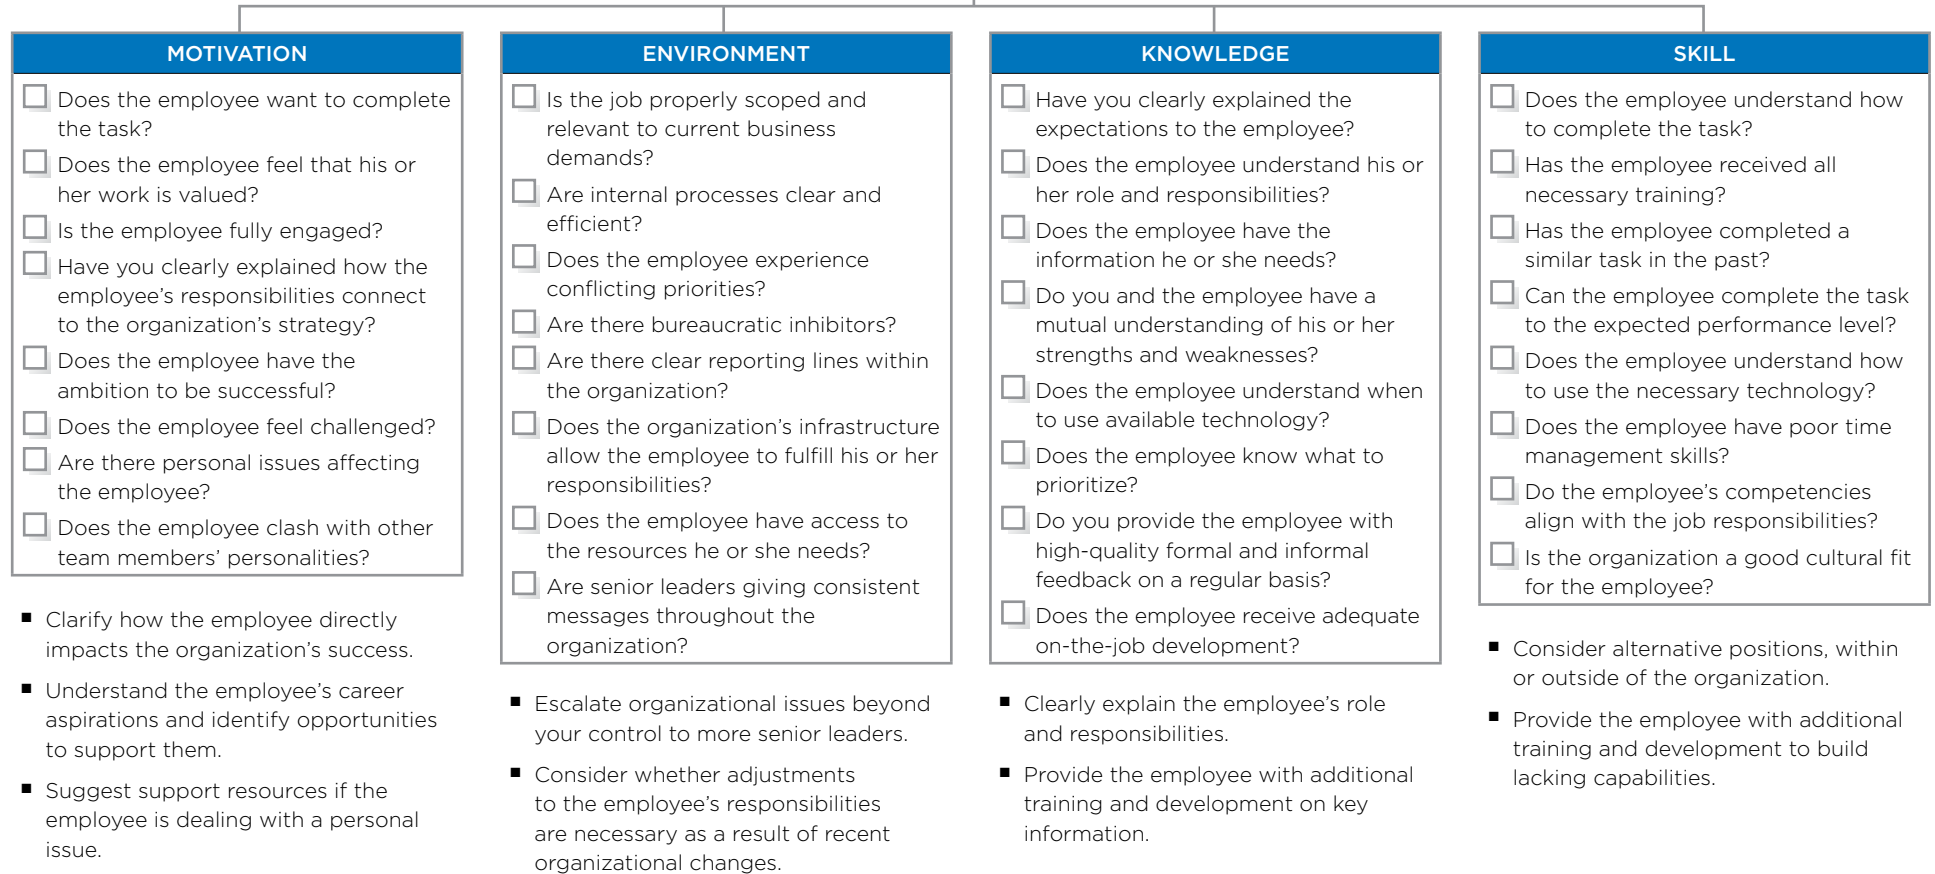 MOTIVATION
Does the employee want to complete
the task?
Does the employee feel that his or
her work is valued?
Is the employee fully engaged?
Have you clearly explained how the
employee’s responsibilities connect
to the organization’s strategy?
Does the employee have the
ambition to be successful?
Does the employee feel challenged?
Are there personal issues affecting
the employee?
Does the employee clash with other
team members’ personalities?
Clarify how the employee directly
impacts the organization’s success.
Understand the employee’s career
aspirations and identify opportunities
to support them.
Suggest support resources if the
employee is dealing with a personal
issue.
ENVIRONMENT
Is the job properly scoped and
relevant to current business
demands?
Are internal processes clear and
efficient?
Does the employee experience
conflicting priorities?
Are there bureaucratic inhibitors?
Are there clear reporting lines within
the organization?
Does the organization’s infrastructure
allow the employee to fulfill his or her
responsibilities?
Does the employee have access to
the resources he or she needs?
Are senior leaders giving consistent
messages throughout the
organization?
Escalate organizational issues beyond
your control to more senior leaders.
Consider whether adjustments
to the employee’s responsibilities
are necessary as a result of recent
organizational changes.
KNOWLEDGE
Have you clearly explained the
expectations to the employee?
Does the employee understand his or
her role and responsibilities?
Does the employee have the
information he or she needs?
Do you and the employee have a
mutual understanding of his or her
strengths and weaknesses?
Does the employee understand when
to use available technology?
Does the employee know what to
prioritize?
Do you provide the employee with
high-quality formal and informal
feedback on a regular basis?
Does the employee receive adequate
on-the-job development?
Clearly explain the employee’s role
and responsibilities.
Provide the employee with additional
training and development on key
information.
SKILL
Does the employee understand how
to complete the task?
Has the employee received all
necessary training?
Has the employee completed a
similar task in the past?
Can the employee complete the task
to the expected performance level?
Does the employee understand how
to use the necessary technology?
Does the employee have poor time
management skills?
Do the employee’s competencies
align with the job responsibilities?
Is the organization a good cultural fit
for the employee?
Consider alternative positions, within
or outside of the organization.
Provide the employee with additional
training and development to build
lacking capabilities.